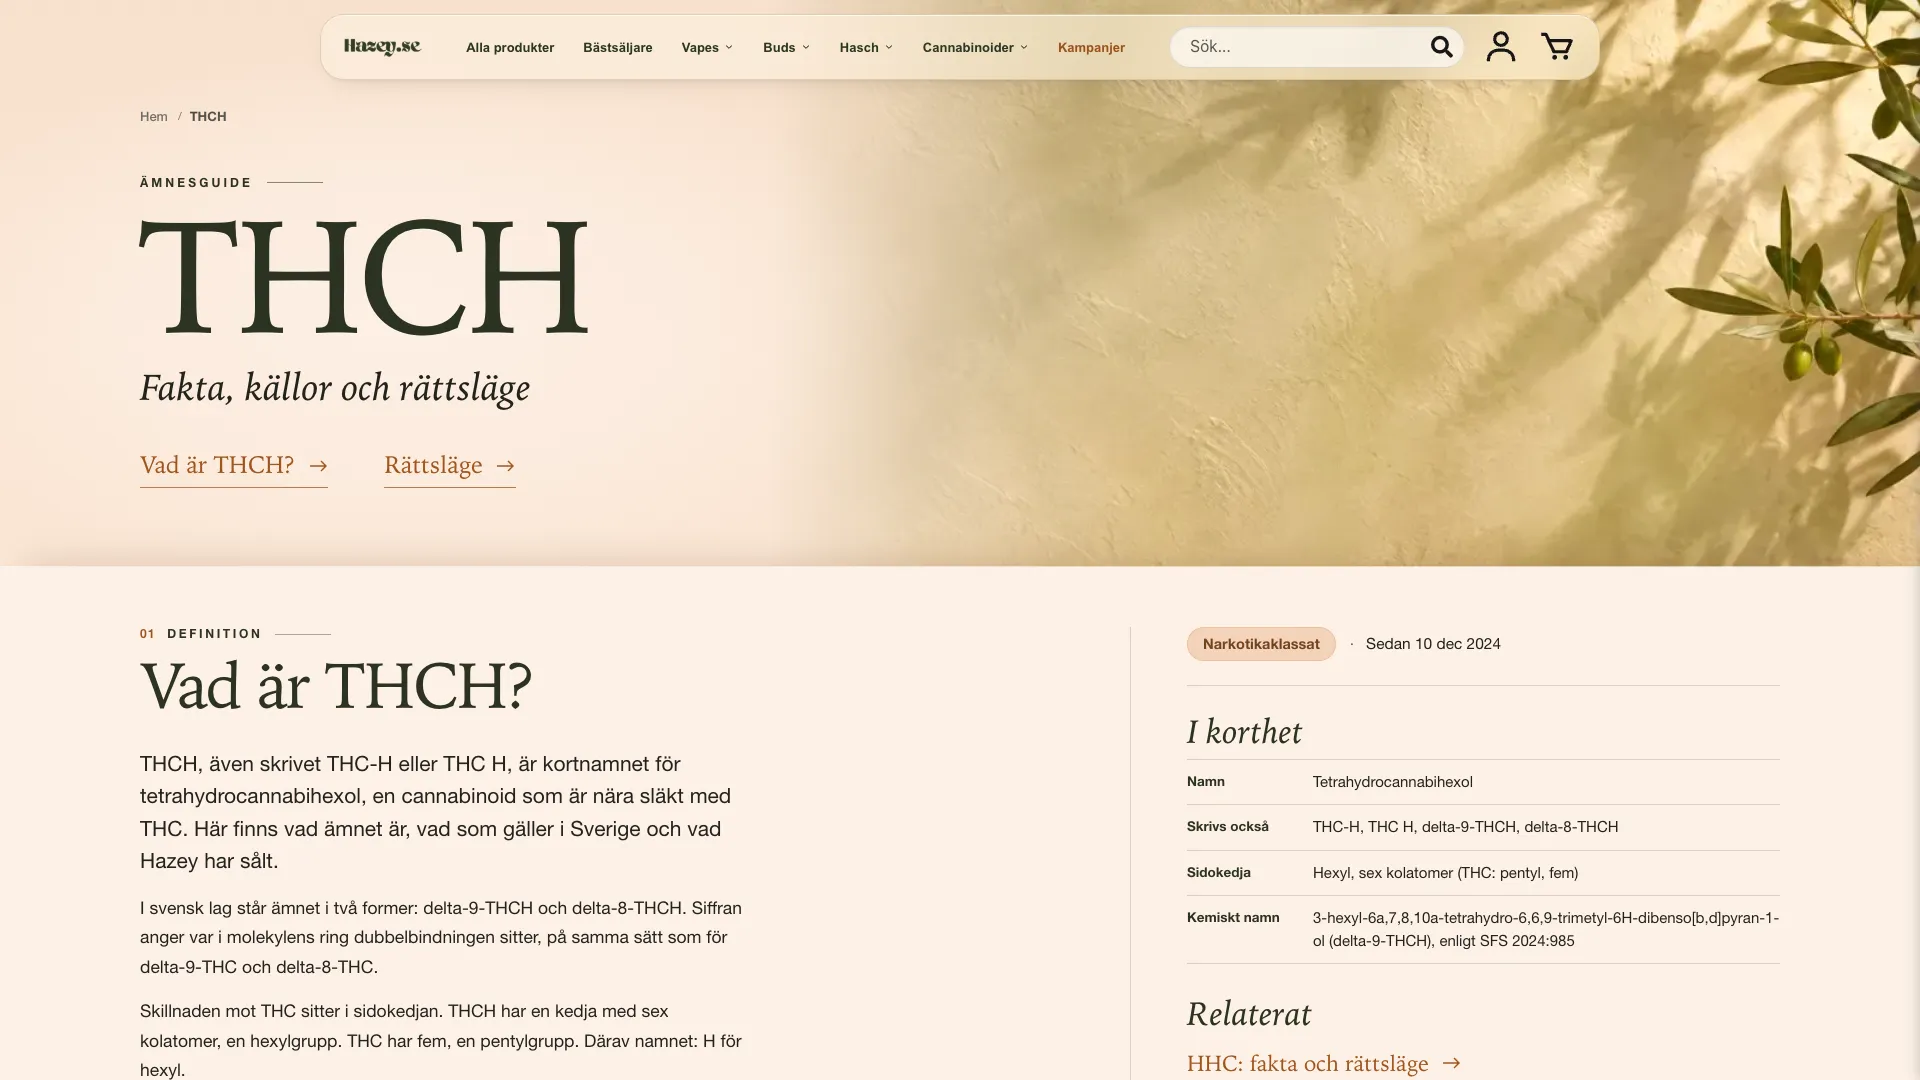 Hazey.se
Alla produkter
Bästsäljare
Vapes
Buds
Hasch
Cannabinoider
Kampanjer
Sök...
Hem / THCH
ÄMNESGUIDE
THCH
Fakta, källor och rättsläge
Vad är THCH? →
Rättsläge →
01 DEFINITION
Vad är THCH?
THCH, även skrivet THC-H eller THC H, är kortnamnet för
tetrahydrocannabihexol, en cannabinoid som är nära släkt med
THC. Här finns vad ämnet är, vad som gäller i Sverige och vad
Hazey har sålt.
I svensk lag står ämnet i två former: delta-9-THCH och delta-8-THCH. Siffran
anger var i molekylens ring dubbelbindningen sitter, på samma sätt som för
delta-9-THC och delta-8-THC.
Skillnaden mot THC sitter i sidokedjan. THCH har en kedja med sex
kolatomer, en hexylgrupp. THC har fem, en pentylgrupp. Därav namnet: H för
hexyl.
Narkotikaklassat · Sedan 10 dec 2024
I korthet
Namn Tetrahydrocannabihexol
Skrivs också THC-H, THC H, delta-9-THCH, delta-8-THCH
Sidokedja Hexyl, sex kolatomer (THC: pentyl, fem)
Kemiskt namn 3-hexyl-6a,7,8,10a-tetrahydro-6,6,9-trimetyl-6H-dibenso[b,d]pyran-1-
ol (delta-9-THCH), enligt SFS 2024:985
Relaterat
HHC: fakta och rättsläge →